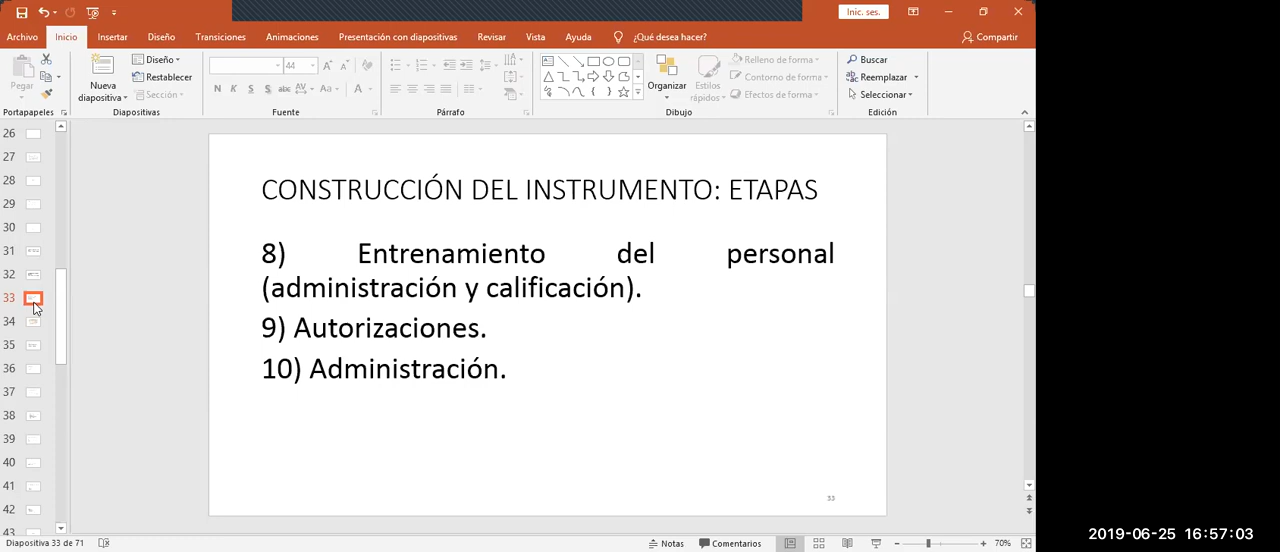 Inic. ses.
Archivo Inicio Insertar Diseño Transiciones Animaciones Presentación con diapositivas Revisar Vista Ayuda ¿Qué desea hacer? Compartir
Pegar
Nueva diapositiva
Diseño
Restablecer
Sección
44
N K S S abc AV Aa A
Organizar
Estilos rápidos
Relleno de forma
Contorno de forma
Efectos de forma
Buscar
Reemplazar
Seleccionar
Portapapeles Diapositivas Fuente Párrafo Dibujo Edición
26
27
28
29
30
31
32
33
34
35
36
37
38
39
40
41
42
43
CONSTRUCCIÓN DEL INSTRUMENTO: ETAPAS
8) Entrenamiento del personal
(administración y calificación).
9) Autorizaciones.
10) Administración.
33
Diapositiva 33 de 71 Notas Comentarios 70%
2019-06-25 16:57:03